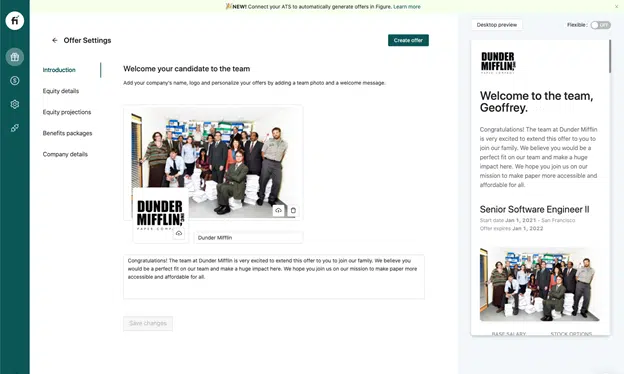 🎉NEW! Connect your ATS to automatically generate offers in Figure. Learn more
×
fi
← Offer Settings
Create offer
Introduction
Equity details
Equity projections
Benefits packages
Company details
Welcome your candidate to the team
Add your company's name, logo and personalize your offers by adding a team photo and a welcome message.
DUNDER
MIFFLIN, INC
PAPER COMPANY
Dunder Mifflin
Congratulations! The team at Dunder Mifflin is very excited to extend this offer to you to join our family. We believe you
would be a perfect fit on our team and make a huge impact here. We hope you join us on our mission to make paper more
accessible and affordable for all.
Save changes
Desktop preview
Flexible:
OFF
DUNDER
MIFFLIN, INC
PAPER COMPANY
Welcome to the team,
Geoffrey.
Congratulations! The team at Dunder Mifflin
is very excited to extend this offer to you to
join our family. We believe you would be a
perfect fit on our team and make a huge
impact here. We hope you join us on our
mission to make paper more accessible and
affordable for all.
Senior Software Engineer II
Start date Jan 1, 2021 - San Francisco
Offer expires Jan 1, 2022
BASE SALARY
STOCK OPTIONS